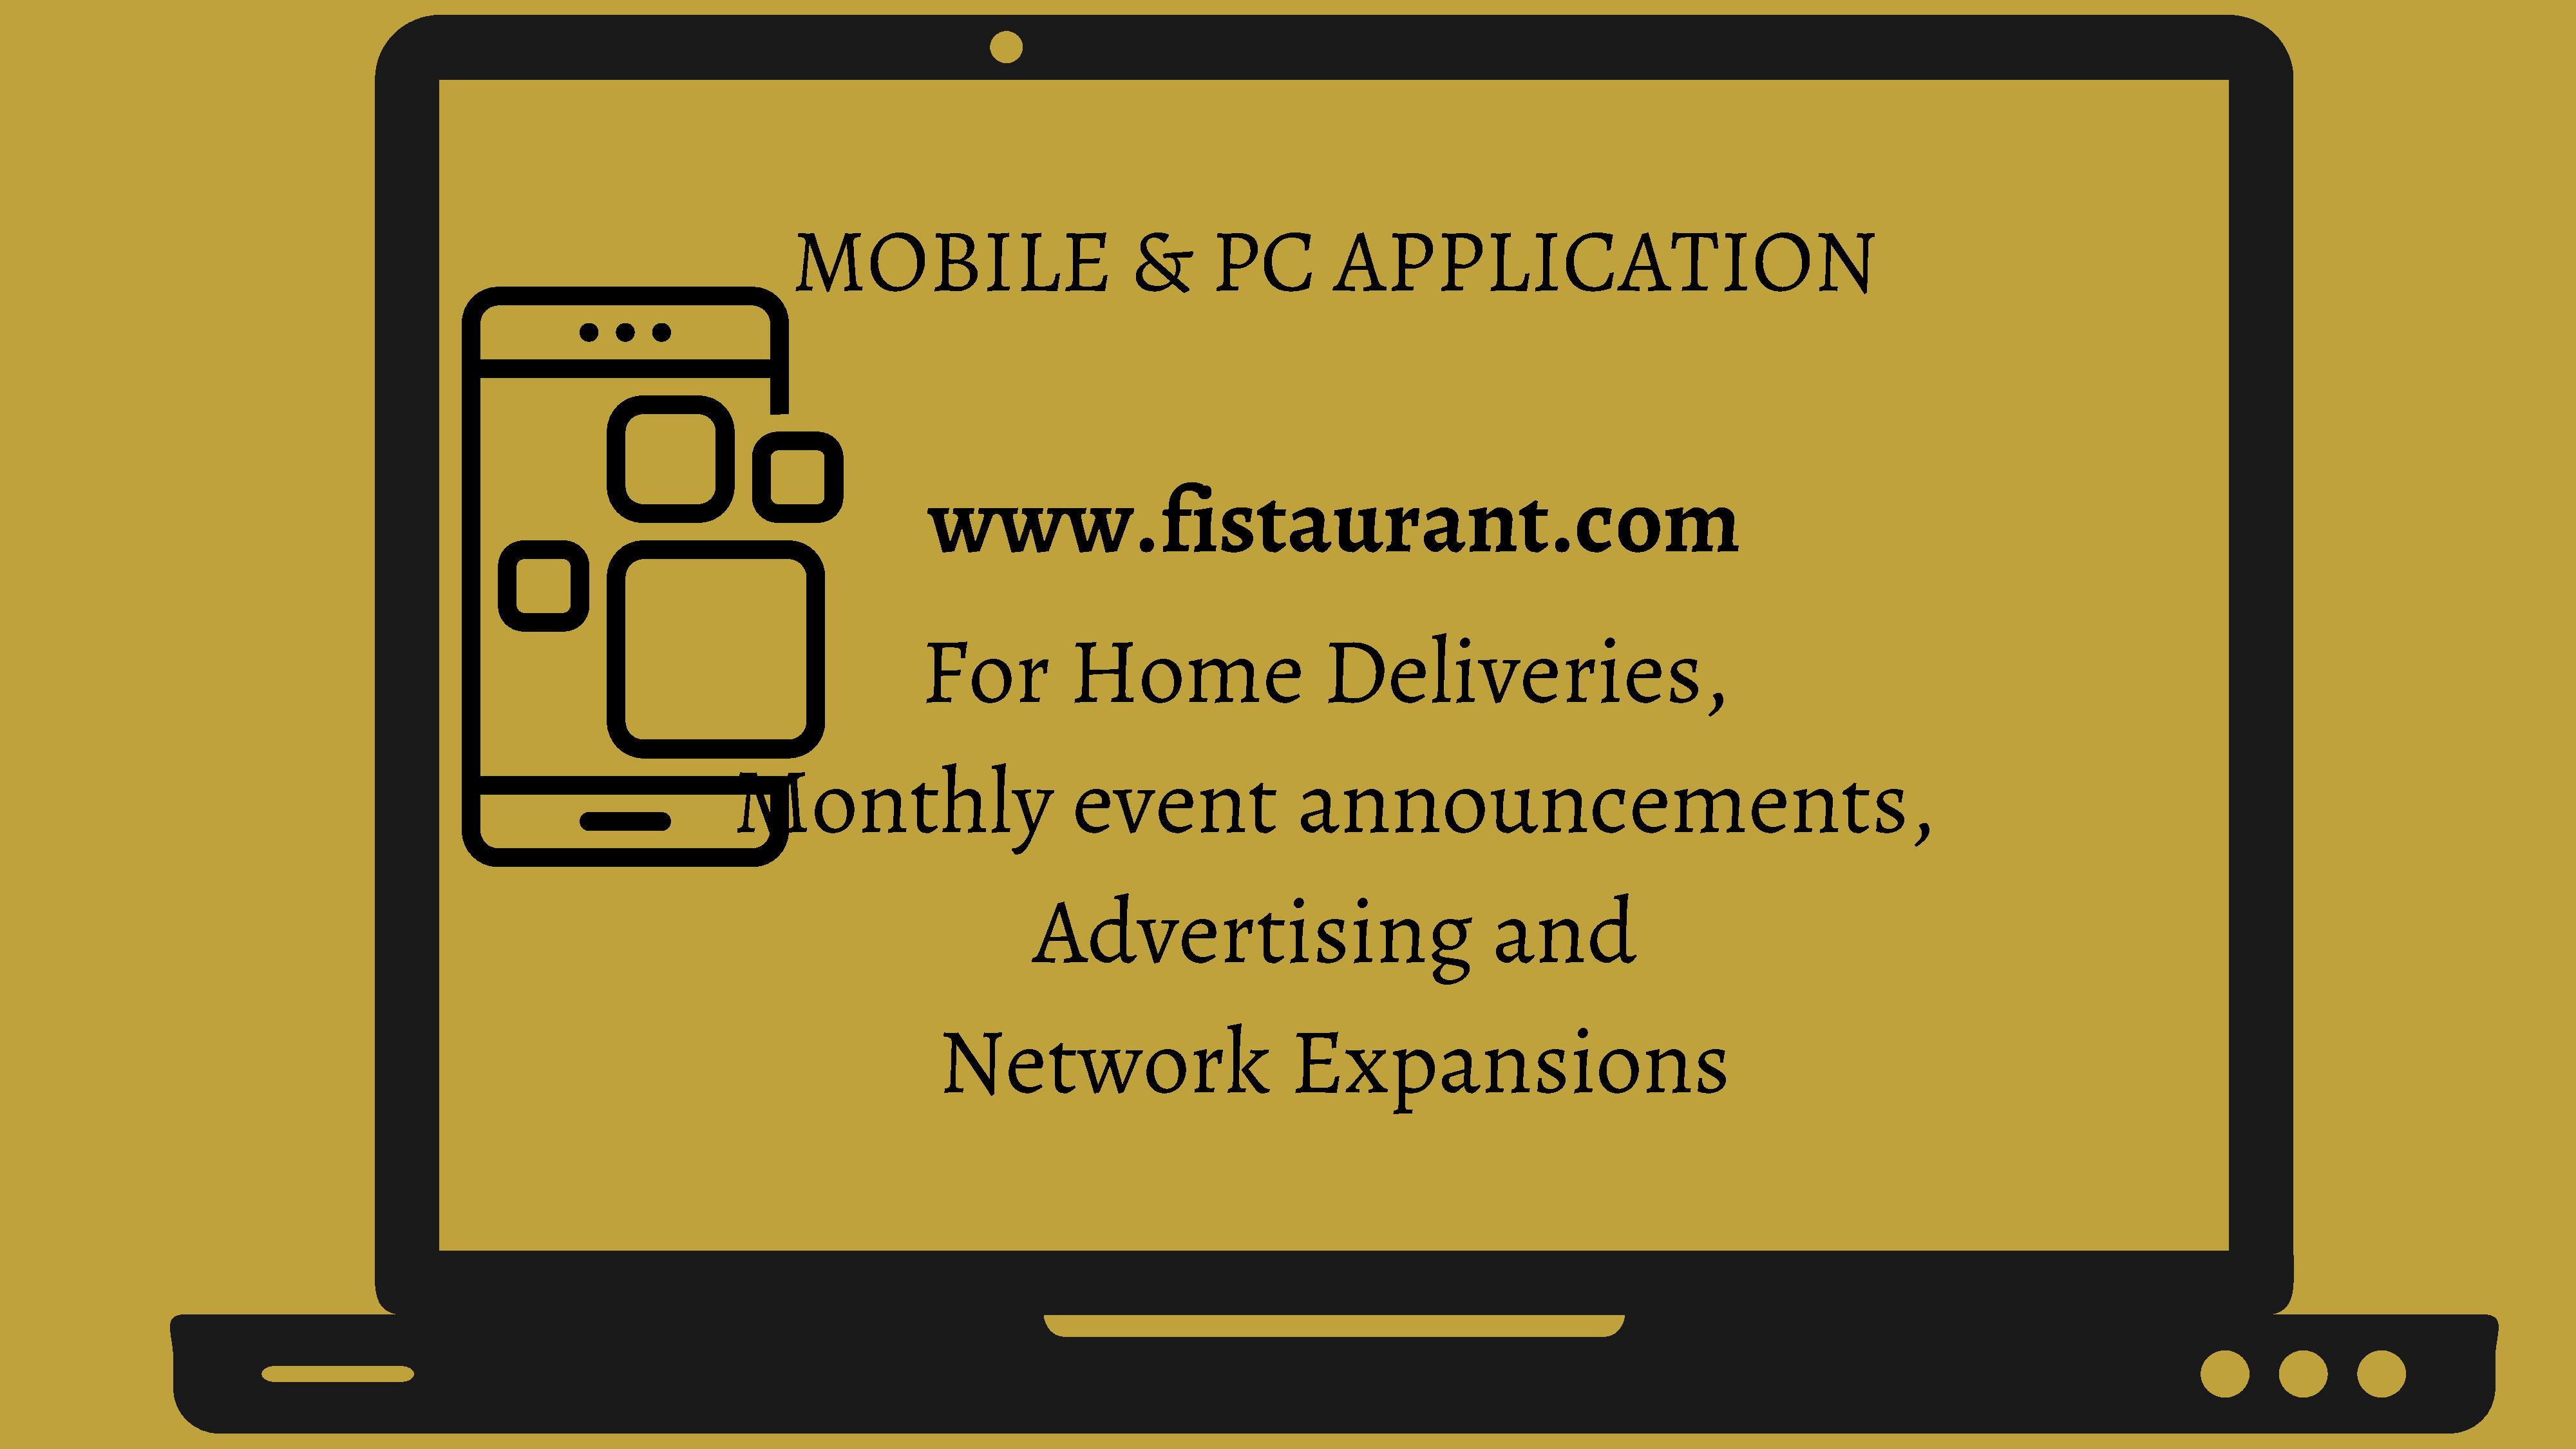 MOBILE & PC APPLICATION
www.fistaurant.com
For Home Deliveries,
Monthly event announcements,
Advertising and
Network Expansions